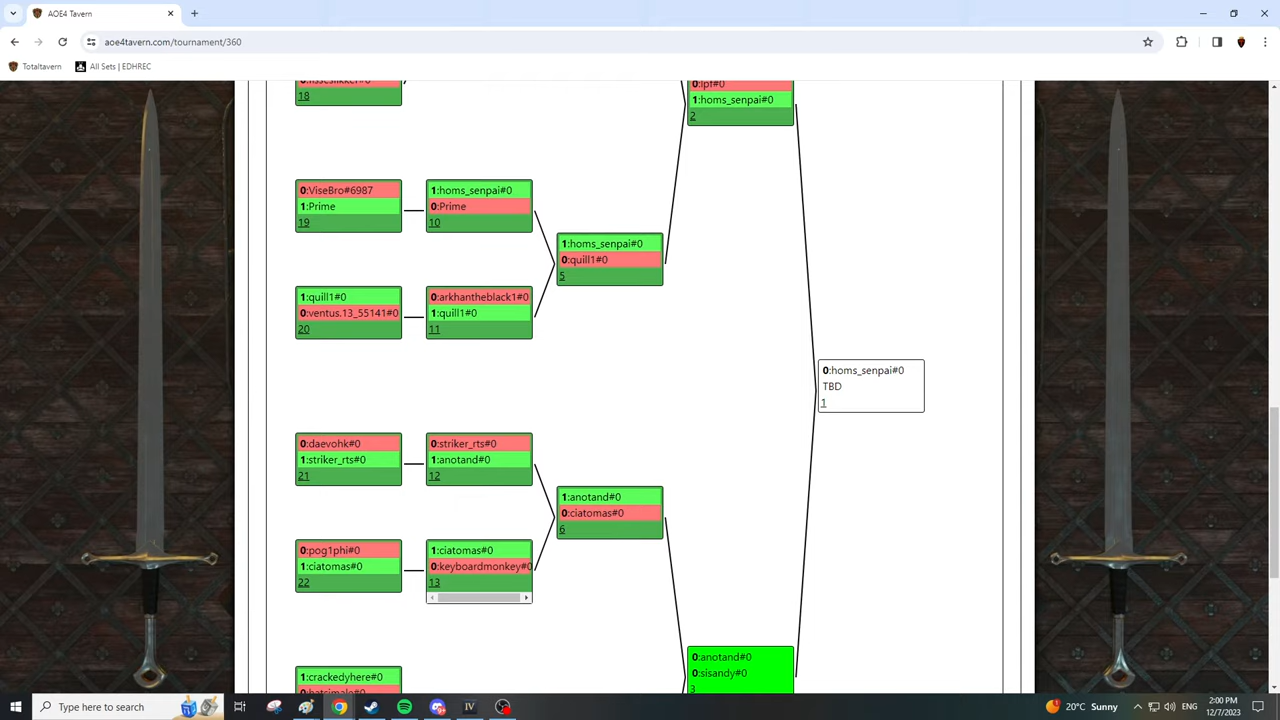 AOE4 Tavern
aoe4tavern.com/tournament/360
Totaltavern
All Sets | EDHREC
18
0:lpf#0
1:homs_senpai#0
2
0:ViseBro#6987
1:Prime
19
1:homs_senpai#0
0:Prime
10
1:homs_senpai#0
0:quill1#0
5
1:quill1#0
0:ventus.13_55141#0
20
0:arkhantheblack1#0
1:quill1#0
11
0:homs_senpai#0
TBD
1
0:daevohk#0
1:striker_rts#0
21
0:striker_rts#0
1:anotand#0
12
1:anotand#0
0:ciatomas#0
6
0:pog1phi#0
1:ciatomas#0
22
1:ciatomas#0
0:keyboardmonkey#0
13
0:anotand#0
0:sisandy#0
3
1:crackedyhere#0
Type here to search
IV
20°C Sunny
ENG
2:00 PM
12/7/2023